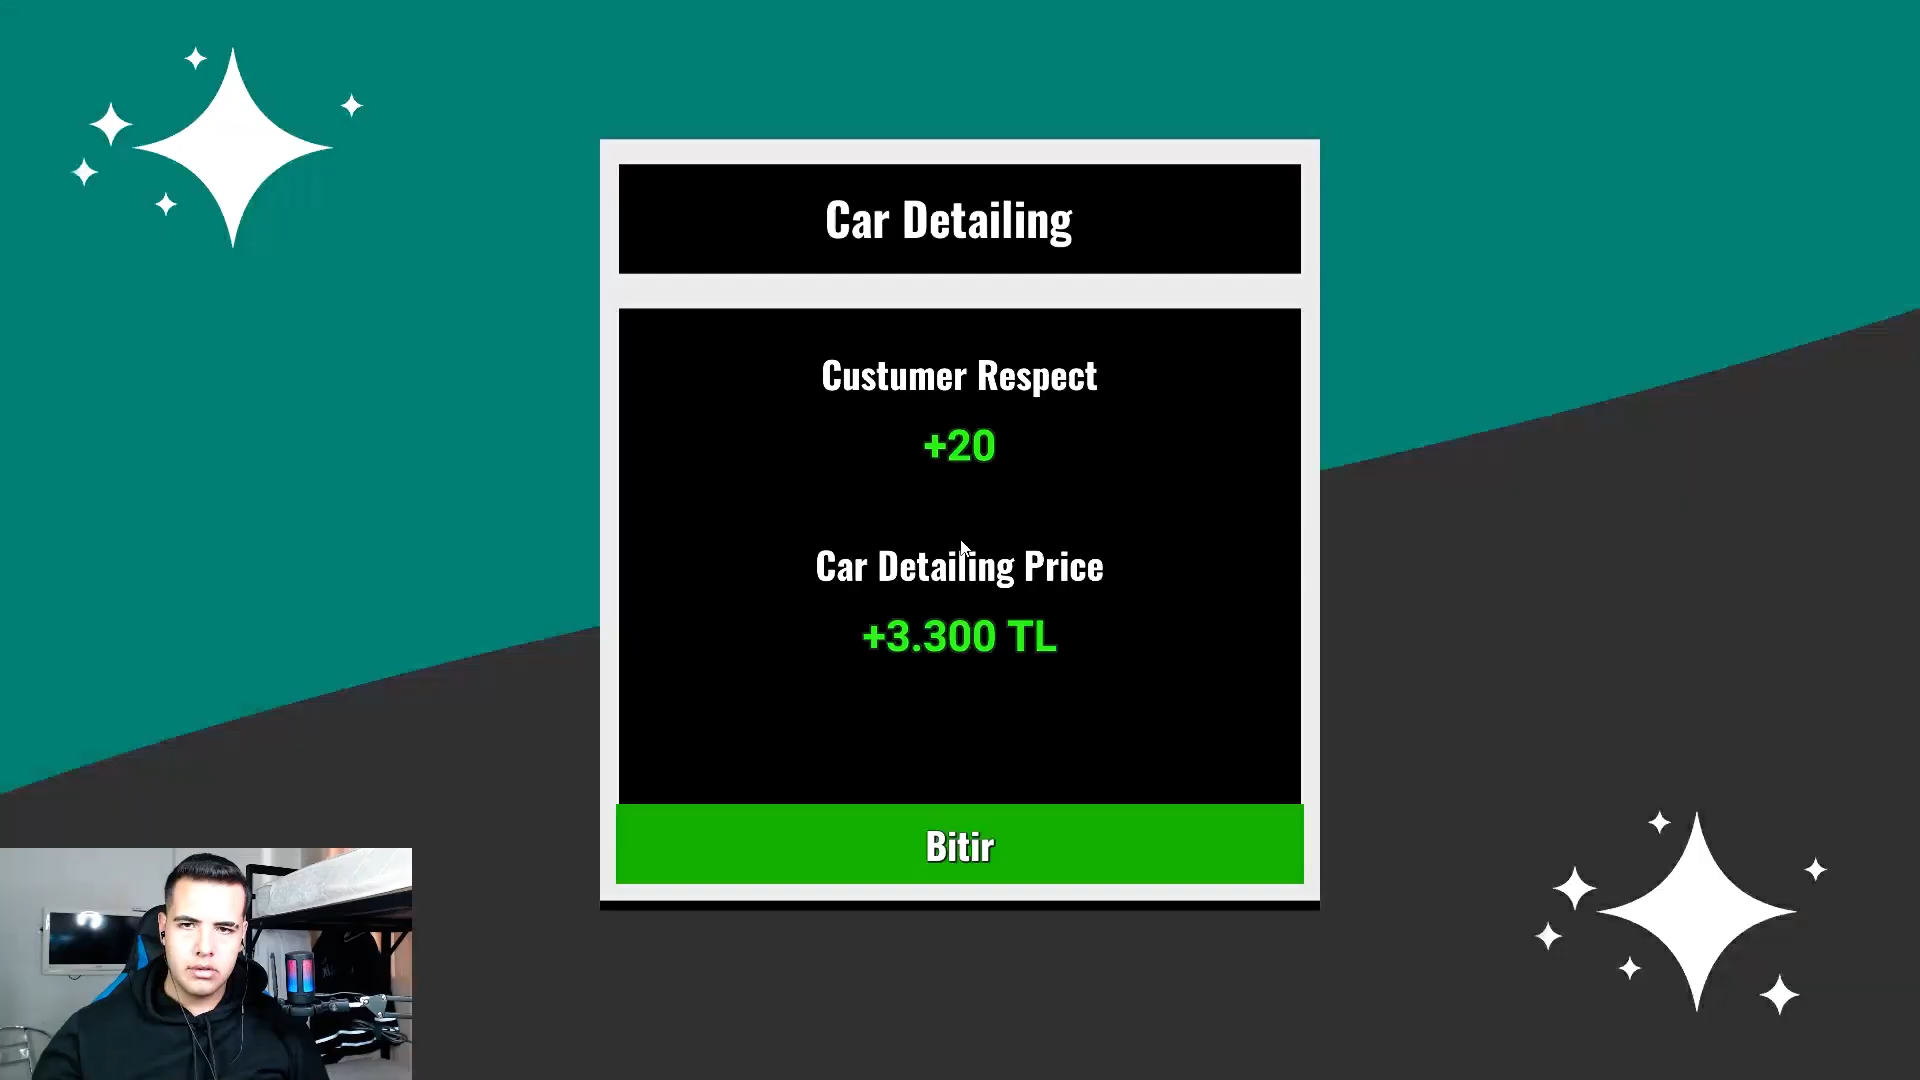 Car Detailing
Custumer Respect
+20
Car Detailing Price
+3.300 TL
Bitir